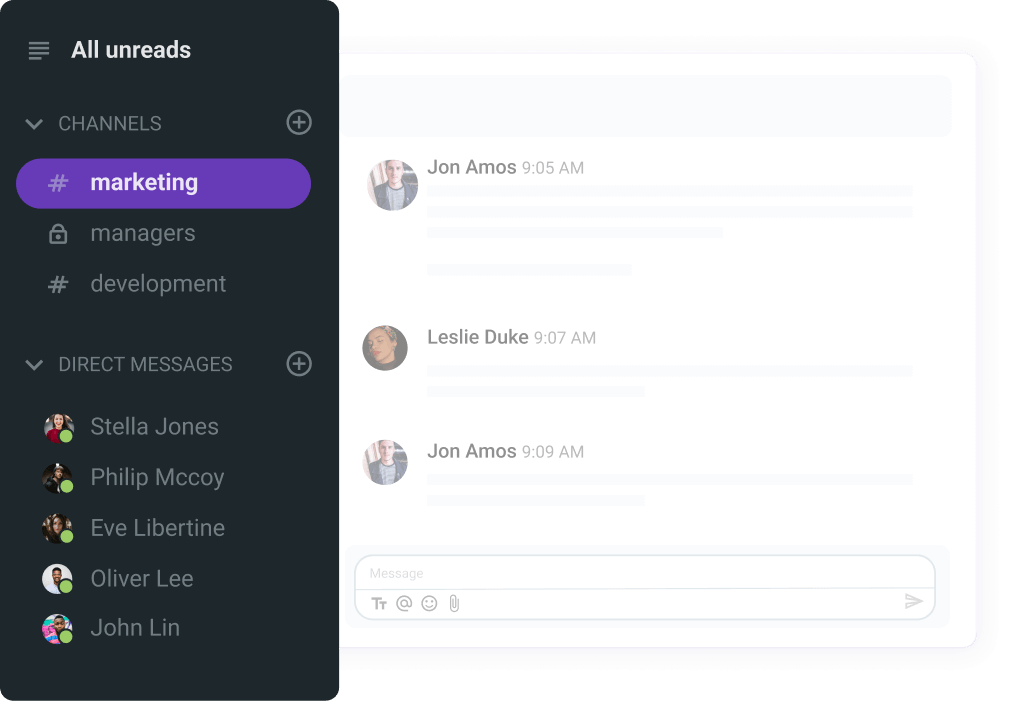 All unreads
CHANNELS
# marketing
managers
# development
DIRECT MESSAGES
Stella Jones
Philip Mccoy
Eve Libertine
Oliver Lee
John Lin
Jon Amos 9:05 AM
Leslie Duke 9:07 AM
Jon Amos 9:09 AM
Message
Tт @